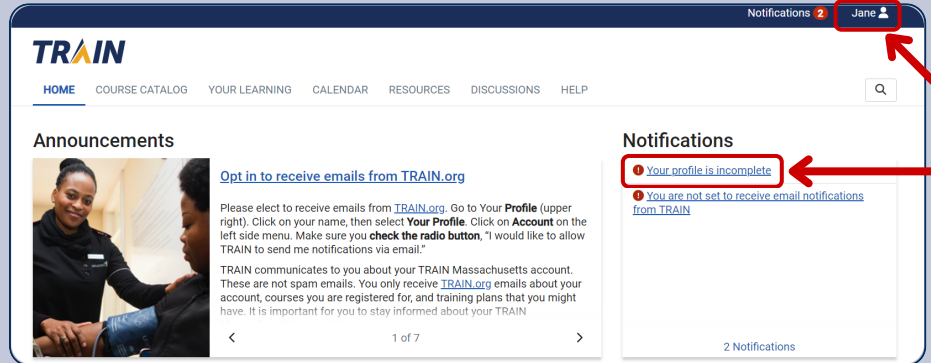 Notifications 2 Jane
TRAIN
HOME COURSE CATALOG YOUR LEARNING CALENDAR RESOURCES DISCUSSIONS HELP
Announcements
Opt in to receive emails from TRAIN.org
Please elect to receive emails from TRAIN.org. Go to Your Profile (upper
right). Click on your name, then select Your Profile. Click on Account on the
left side menu. Make sure you check the radio button, "I would like to allow
TRAIN to send me notifications via email."
TRAIN communicates to you about your TRAIN Massachusetts account.
These are not spam emails. You only receive TRAIN.org emails about your
account, courses you are registered for, and training plans that you might
have. It is important for you to stay informed about your TRAIN
1 of 7
Notifications
Your profile is incomplete
You are not set to receive email notifications
from TRAIN
2 Notifications